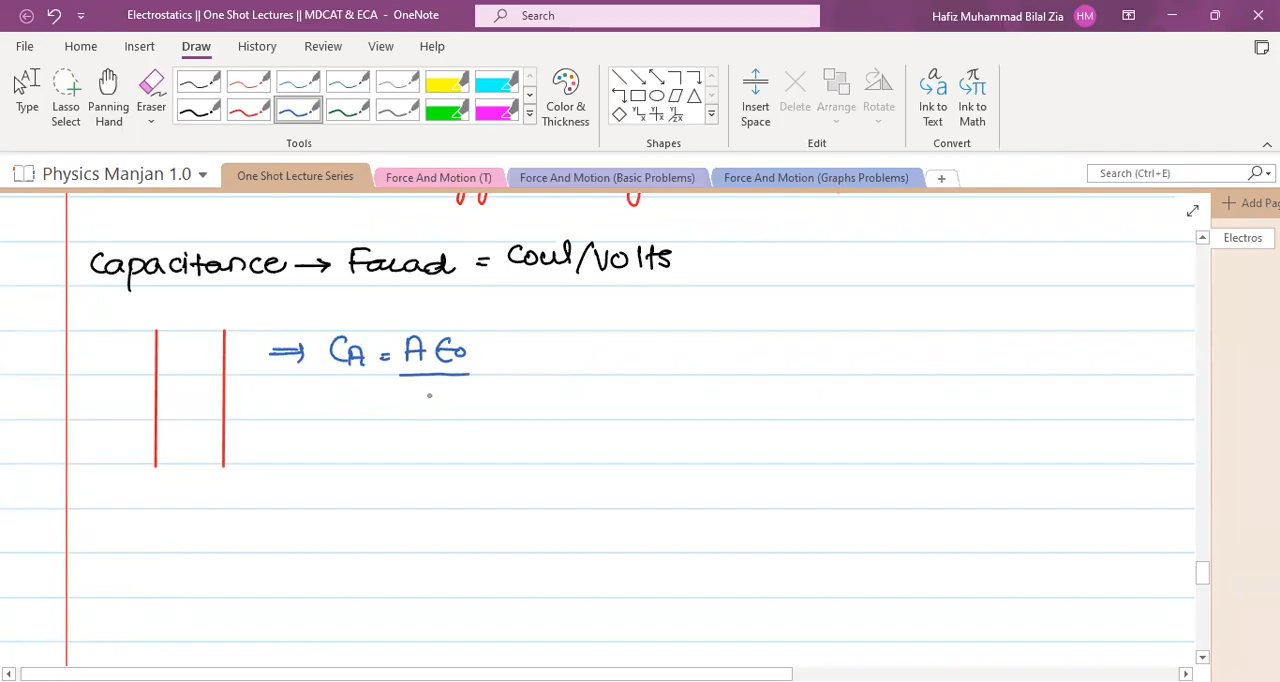 Electrostatics || One Shot Lectures || MDCAT & ECA - OneNote
Search
Hafiz Muhammad Bilal Zia HM
File Home Insert Draw History Review View Help
Type Lasso Select Panning Hand Eraser Color & Thickness Insert Space Delete Arrange Rotate Ink to Text Ink to Math
Tools Shapes Edit Convert
Physics Manjan 1.0 One Shot Lecture Series Force And Motion (T) Force And Motion (Basic Problems) Force And Motion (Graphs Problems) Search (Ctrl+E)
Add Pag
Electros
Capacitance → Farad = Coul/Volts
⇒ CA = A ϵo